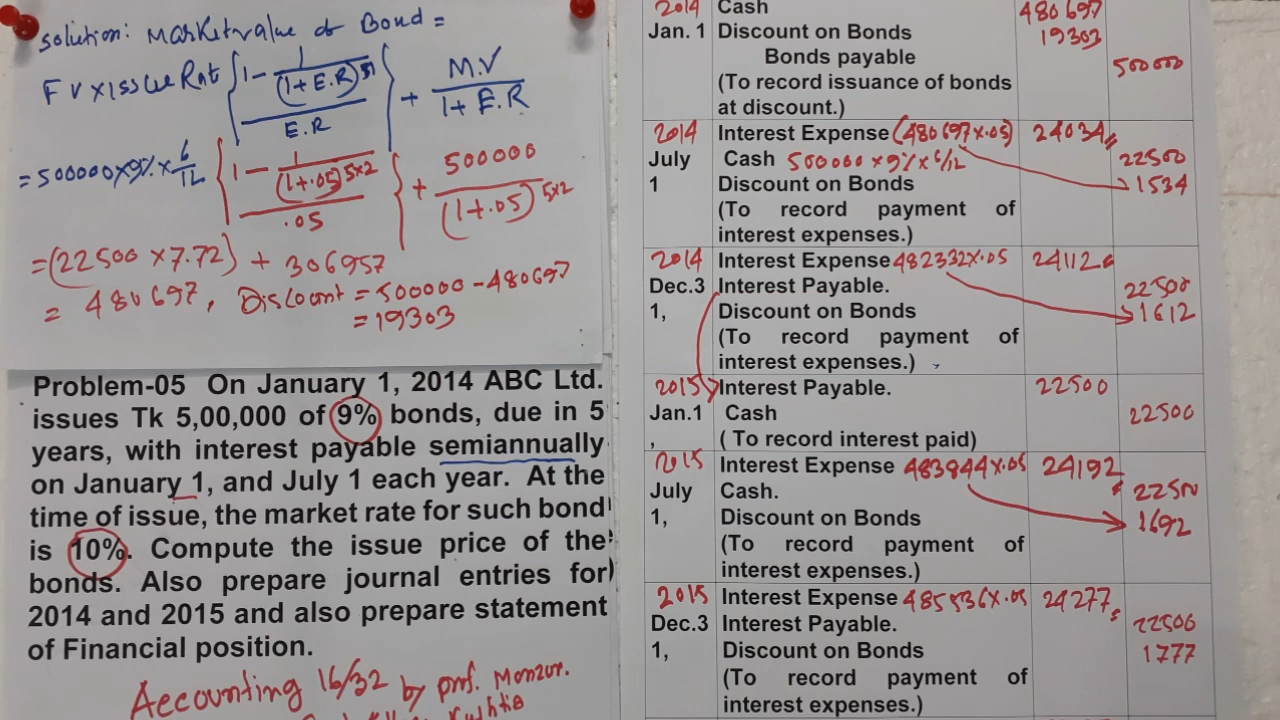 Solution: Market value of Bond =
F V x Issue Rat { 1 - 1/(1+E.R)^51 / E.R } + M.V / 1+E.R
= 500000x9% x 6/12 { 1 - 1/(1+.05)^5x2 / .05 } + 500000 / (1+.05)^5x2
= (22500 x 7.72) + 306957
= 480697, Discount = 500000 - 480697
= 19303
Problem-05 On January 1, 2014 ABC Ltd.
issues Tk 5,00,000 of 9% bonds, due in 5
years, with interest payable semiannually
on January 1, and July 1 each year. At the
time of issue, the market rate for such bond
is 10%. Compute the issue price of the
bonds. Also prepare journal entries for
2014 and 2015 and also prepare statement
of Financial position.
Accounting 16/32 by prof. Monzur.
2014 Cash 480697
Jan. 1 Discount on Bonds 19303
Bonds payable 500000
(To record issuance of bonds
at discount.)
2014 Interest Expense (480697x.05) 24034
July Cash 500000 x 9% x 6/12 22500
1 Discount on Bonds 1534
(To record payment of
interest expenses.)
2014 Interest Expense 482332x.05 24112
Dec.3 Interest Payable. 22500
1, Discount on Bonds 1612
(To record payment of
interest expenses.)
2015 Interest Payable. 22500
Jan.1 Cash 22500
, ( To record interest paid)
2015 Interest Expense 483844x.05 24192
July Cash. 22500
1, Discount on Bonds 1692
(To record payment of
interest expenses.)
2015 Interest Expense 485536x.05 24277
Dec.3 Interest Payable. 22500
1, Discount on Bonds 1777
(To record payment of
interest expenses.)